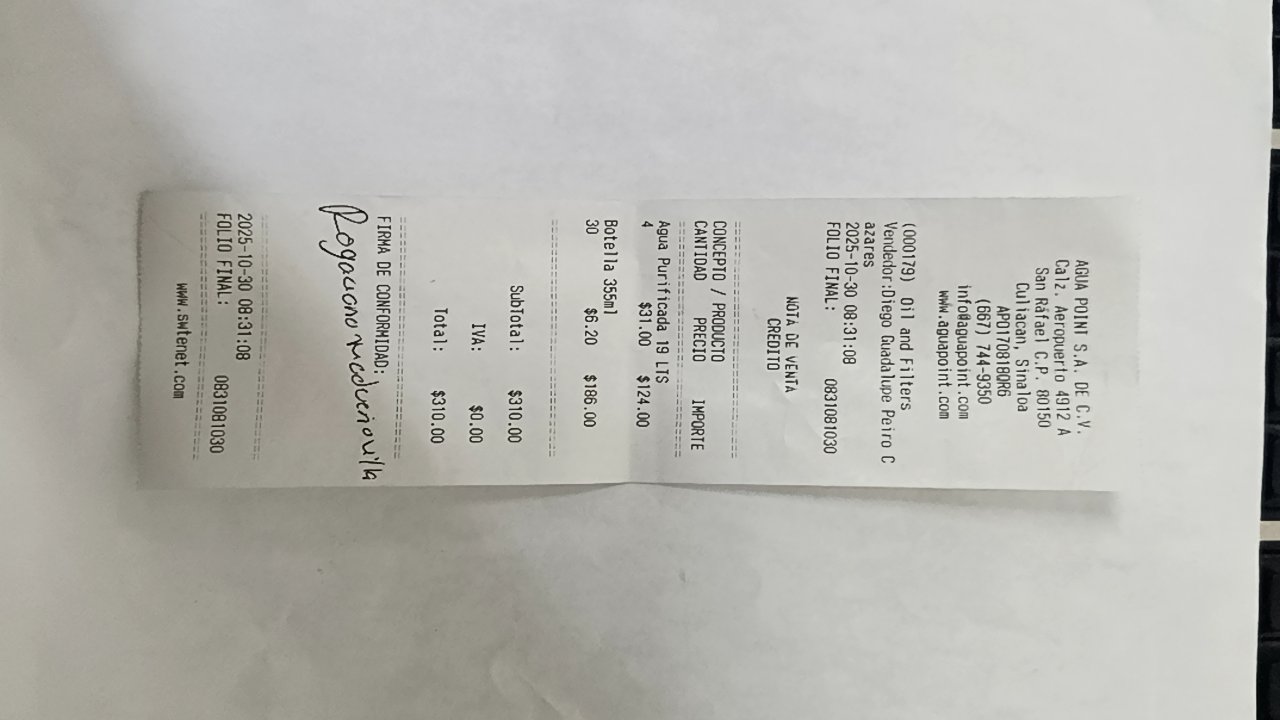 AGUA POINT S.A. DE C.V.
Calz. Aeropuerto 4912 A
San Ráfael C.P. 80150
Culiacan, Sinaloa
APO170818QR6
(667) 744-9350
info@aguapoint.com
www.aguapoint.com
(000179) Oil and Filters
Vendedor:Diego Guadalupe Peiro C
azares
2025-10-30 08:31:08
FOLIO FINAL: 0831081030
NOTA DE VENTA
CREDITO
CONCEPTO / PRODUCTO
CANTIDAD PRECIO IMPORTE
Agua Purificada 19 LTS
4 $31.00 $124.00
Botella 355ml
30 $6.20 $186.00
SubTotal: $310.00
IVA: $0.00
Total: $310.00
FIRMA DE CONFORMIDAD:
2025-10-30 08:31:08
FOLIO FINAL: 0831081030
www.swtenet.com